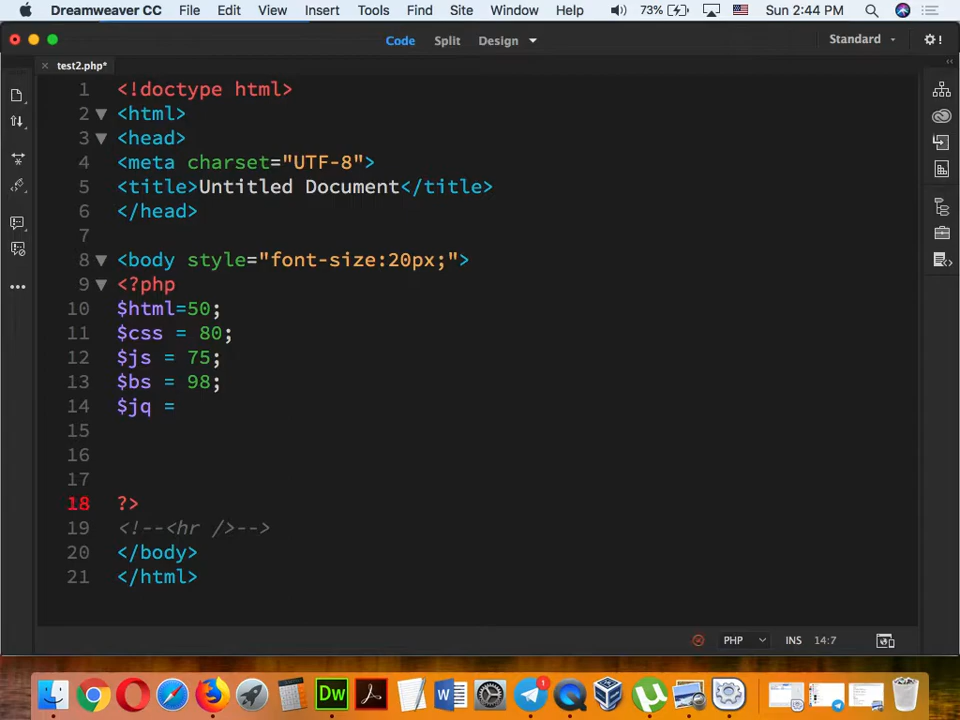 Dreamweaver CC File Edit View Insert Tools Find Site Window Help 73% Sun 2:44 PM
Code Split Design Standard
test2.php*
1 <!doctype html>
2 <html>
3 <head>
4 <meta charset="UTF-8">
5 <title>Untitled Document</title>
6 </head>
7
8 <body style="font-size:20px;">
9 <?php
10 $html=50;
11 $css = 80;
12 $js = 75;
13 $bs = 98;
14 $jq =
15
16
17
18 ?>
19 <!--<hr />-->
20 </body>
21 </html>
PHP INS 14:7
Dw W 1